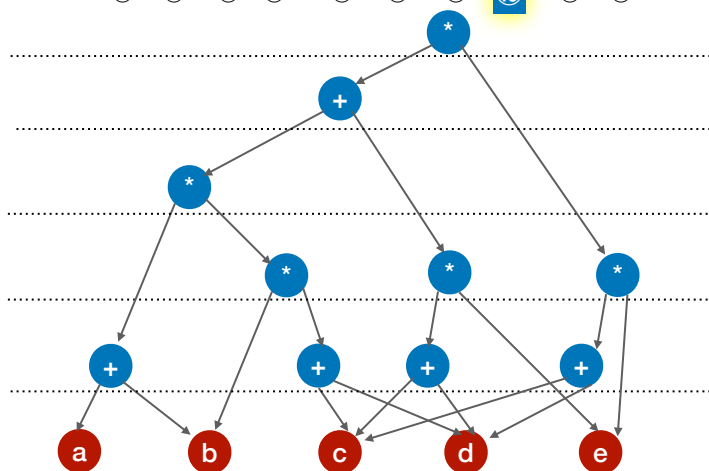 *
+
*
* * *
+ + + +
a b c d e